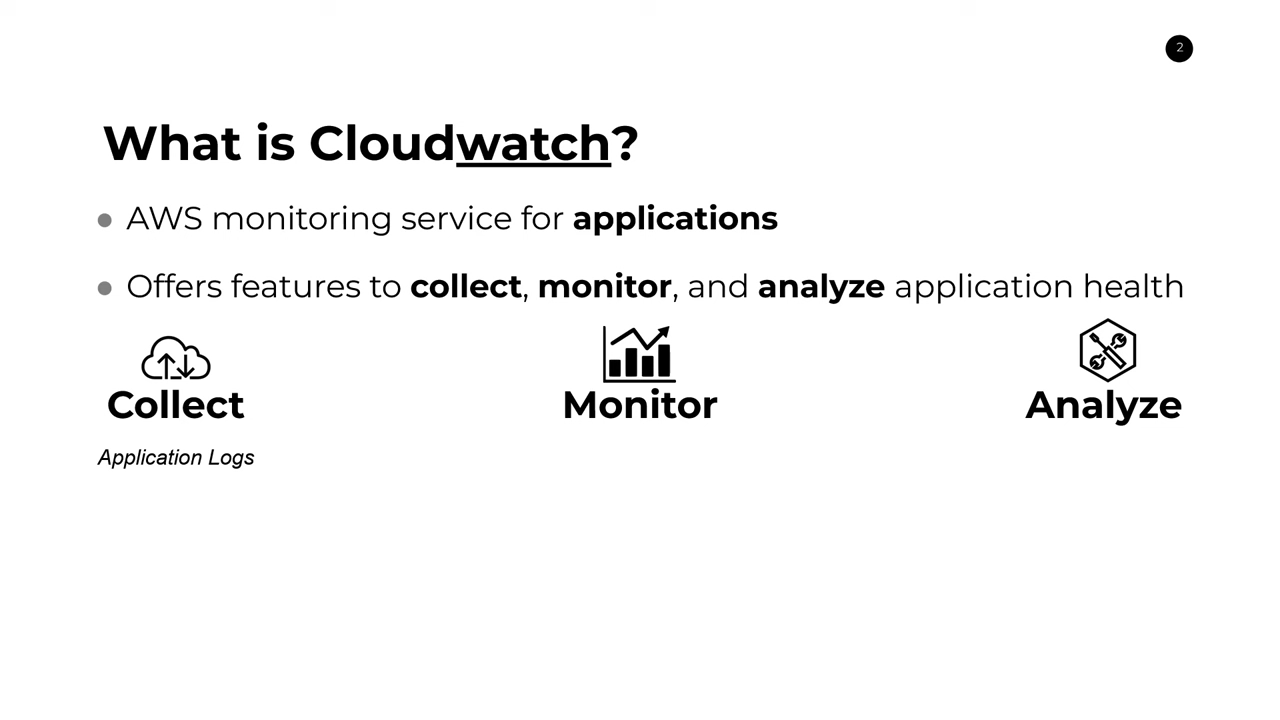 2
What is Cloudwatch?
AWS monitoring service for applications
Offers features to collect, monitor, and analyze application health
Collect
Monitor
Analyze
Application Logs